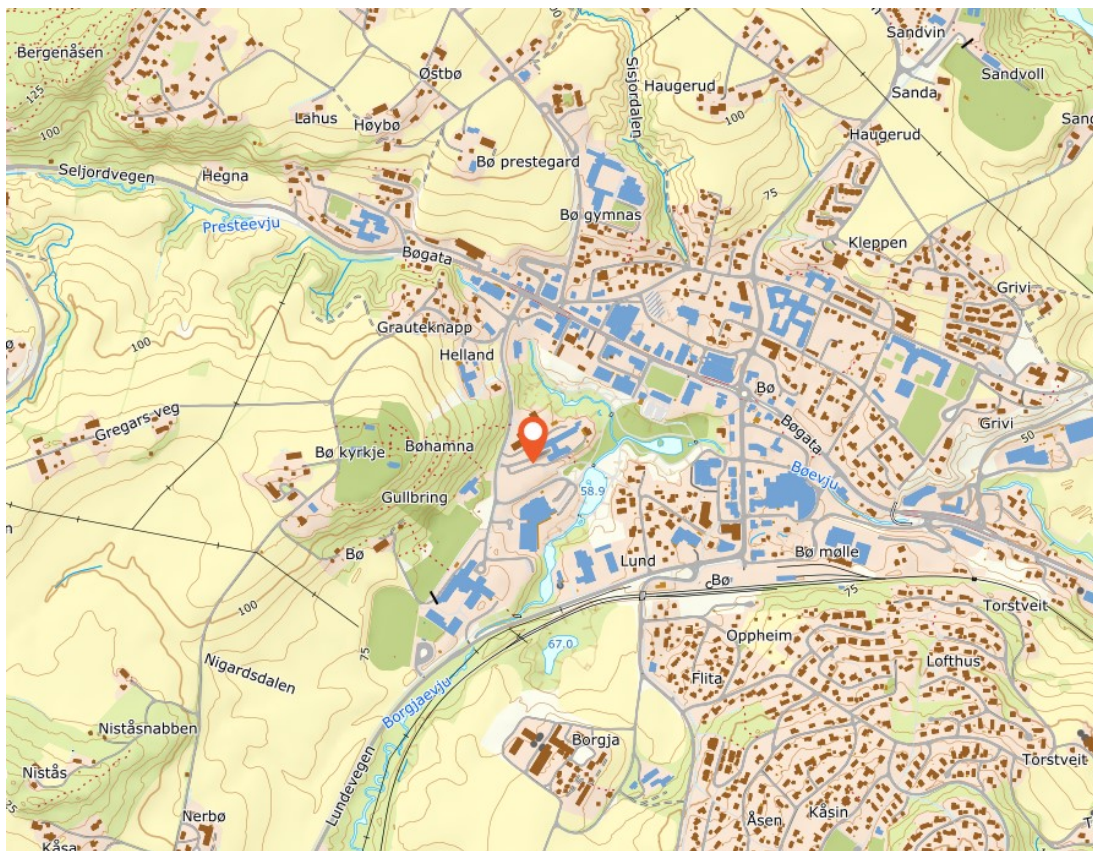 Bergenåsen
125
100
Østbø
Lahus
Høybø
Sisjordalen
Haugerud
100
Sandvin
Sandvoll
Sanda
Haugerud
Seljordvegen
Hegna
Bø prestegard
75
Bø gymnas
Presteevju
Bøgata
Kleppen
Grivi
100
Grauteknapp
Helland
Bø
Gregars veg
Bøhamna
Bø kyrkje
Bøgata
Grivi
50
Gullbring
58.9
Bøevju
Bø
Lund
Bø mølle
Bø
75
100
75
Torstveit
Oppheim
Nigardsdalen
67.0
Flita
Lofthus
Borgjaevju
Niståsnabben
Borgja
Nistås
Lundevegen
Torstveit
Nerbø
Åsen
Kåsin
Kåsa